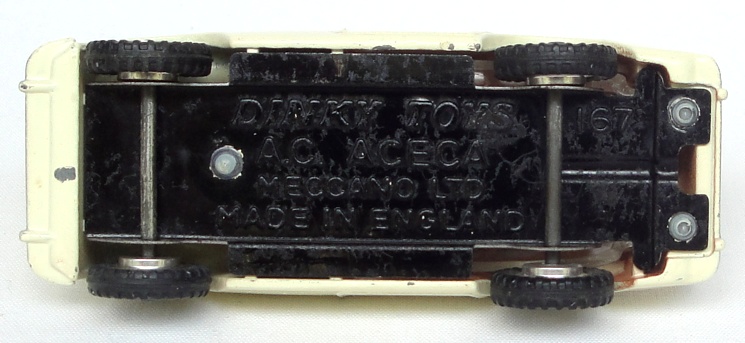 DINKY TOYS
167
A.C. ACECA
MECCANO LTD.
MADE IN ENGLAND